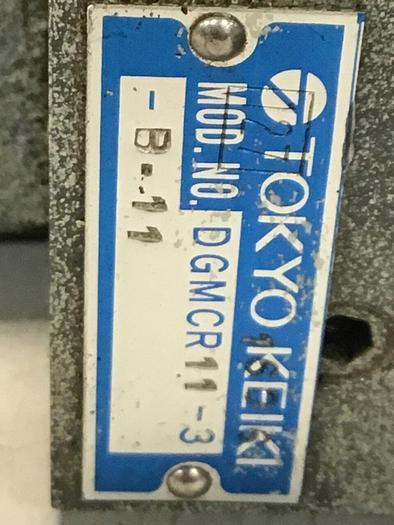 TOKYO KEIKI
MOD.NO. DGMCR11-3
-B-11